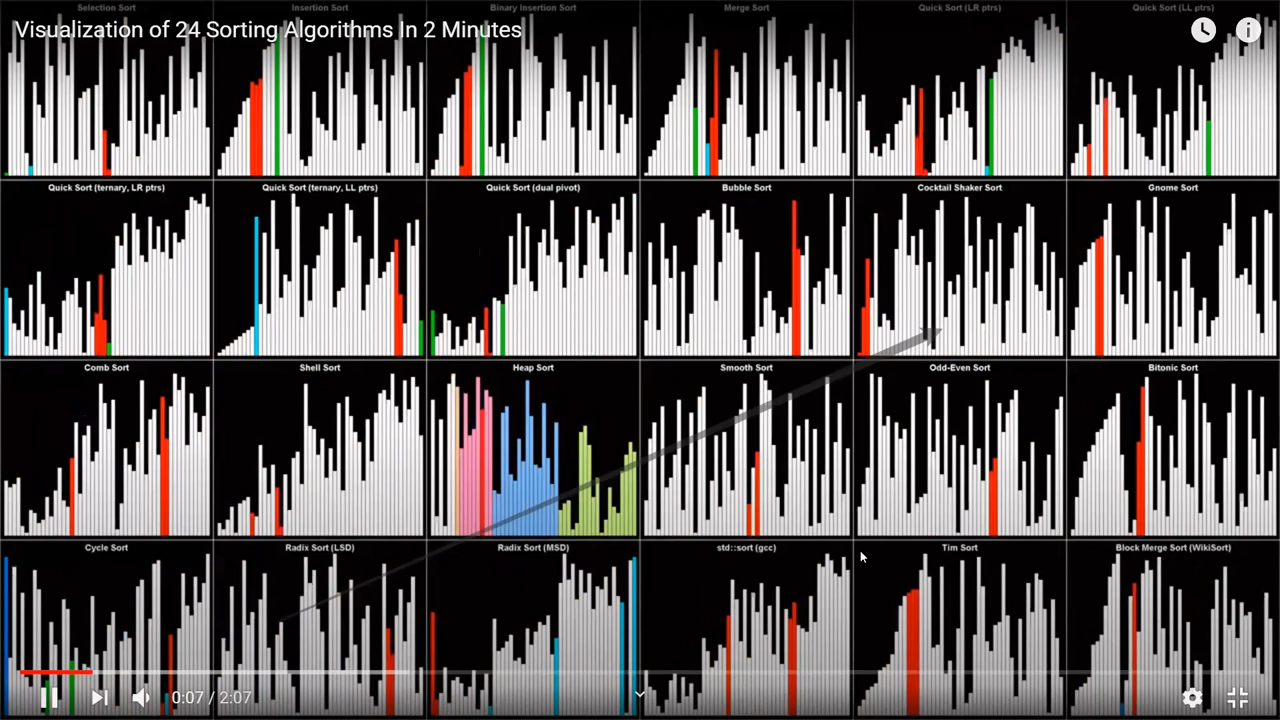 Selection Sort
Insertion Sort
Binary Insertion Sort
Merge Sort
Quick Sort (LR ptrs)
Quick Sort (LL ptrs)
Visualization of 24 Sorting Algorithms In 2 Minutes
Quick Sort (ternary, LR ptrs)
Quick Sort (ternary, LL ptrs)
Quick Sort (dual pivot)
Bubble Sort
Cocktail Shaker Sort
Gnome Sort
Comb Sort
Shell Sort
Heap Sort
Smooth Sort
Odd-Even Sort
Bitonic Sort
Cycle Sort
Radix Sort (LSD)
Radix Sort (MSD)
std::sort (gcc)
Tim Sort
Block Merge Sort (WikiSort)
0:07 / 2:07